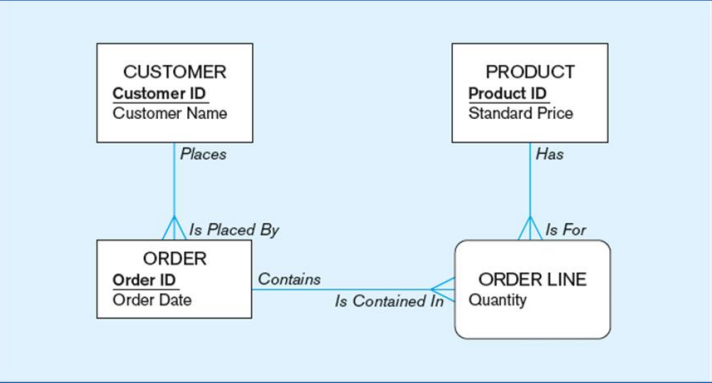 CUSTOMER
Customer ID
Customer Name
PRODUCT
Product ID
Standard Price
Places
Has
Is Placed By
Is For
ORDER
Order ID
Order Date
Contains
Is Contained In
ORDER LINE
Quantity